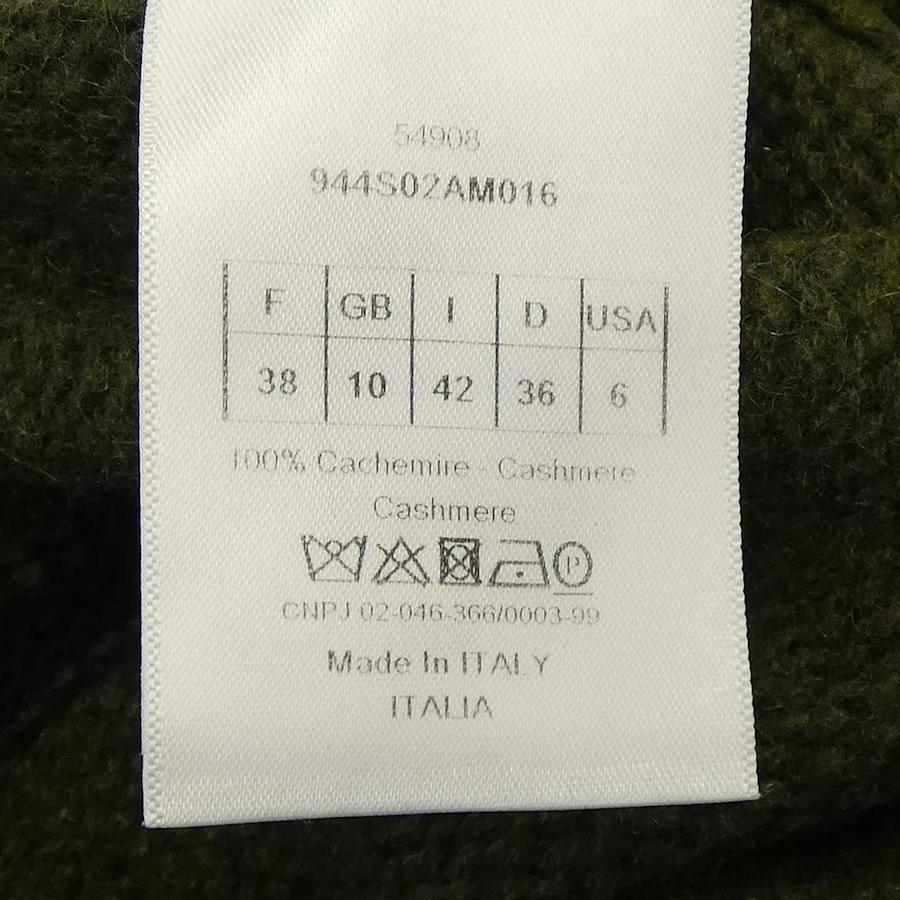 54908
944S02AM016
F GB I D USA
38 10 42 36 6
100% Cachemire - Cashmere
Cashmere
P
CNPJ 02-046-366/0003-99
Made In ITALY
ITALIA